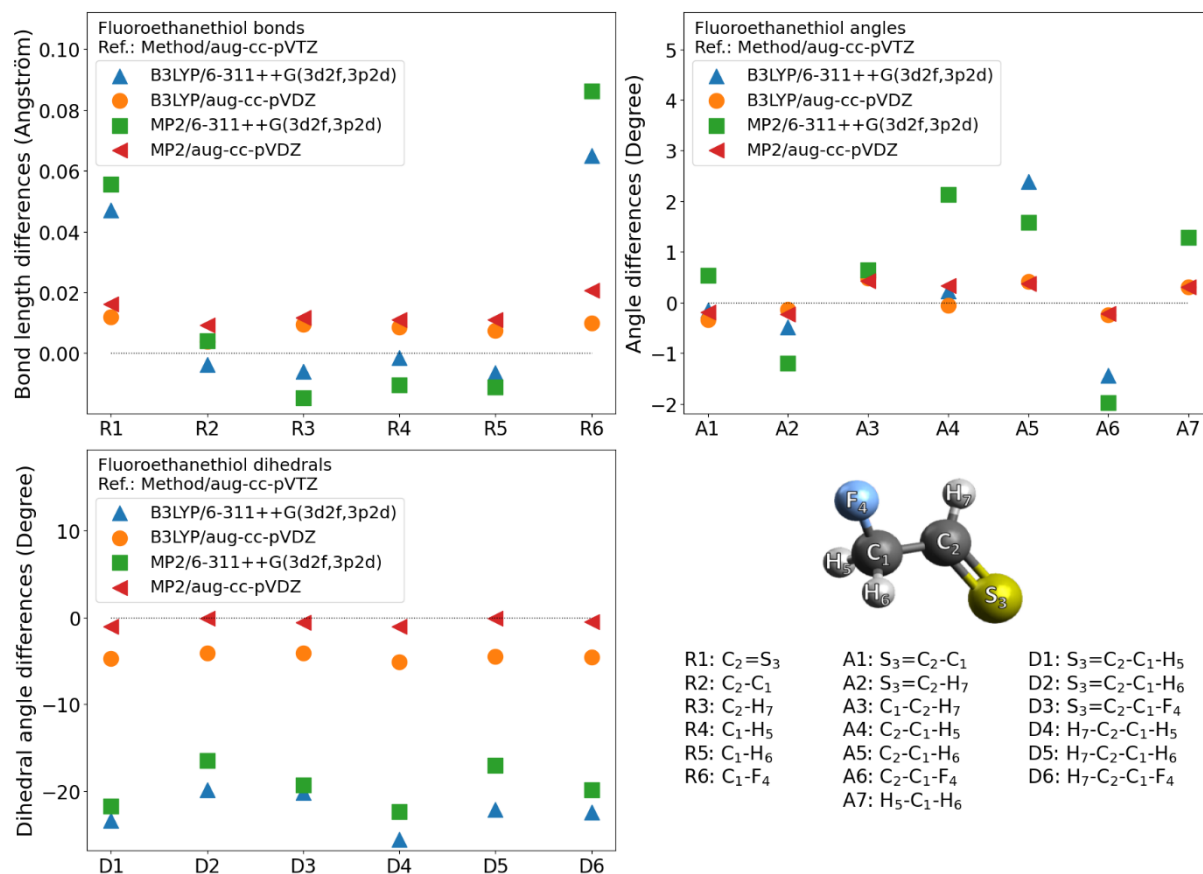 Fluoroethanethiol bonds
Ref.: Method/aug-cc-pVTZ
B3LYP/6-311++G(3d2f,3p2d)
B3LYP/aug-cc-pVDZ
MP2/6-311++G(3d2f,3p2d)
MP2/aug-cc-pVDZ
Bond length differences (Angström)
0.10
0.08
0.06
0.04
0.02
0.00
R1 R2 R3 R4 R5 R6
Fluoroethanethiol angles
Ref.: Method/aug-cc-pVTZ
B3LYP/6-311++G(3d2f,3p2d)
B3LYP/aug-cc-pVDZ
MP2/6-311++G(3d2f,3p2d)
MP2/aug-cc-pVDZ
Angle differences (Degree)
5
4
3
2
1
0
−1
−2
A1 A2 A3 A4 A5 A6 A7
Fluoroethanethiol dihedrals
Ref.: Method/aug-cc-pVTZ
B3LYP/6-311++G(3d2f,3p2d)
B3LYP/aug-cc-pVDZ
MP2/6-311++G(3d2f,3p2d)
MP2/aug-cc-pVDZ
Dihedral angle differences (Degree)
10
0
−10
−20
D1 D2 D3 D4 D5 D6
F₄ H₇
C₁ C₂
H₅
H₆ S₃
R1: C₂=S₃ A1: S₃=C₂-C₁ D1: S₃=C₂-C₁-H₅
R2: C₂-C₁ A2: S₃=C₂-H₇ D2: S₃=C₂-C₁-H₆
R3: C₂-H₇ A3: C₁-C₂-H₇ D3: S₃=C₂-C₁-F₄
R4: C₁-H₅ A4: C₂-C₁-H₅ D4: H₇-C₂-C₁-H₅
R5: C₁-H₆ A5: C₂-C₁-H₆ D5: H₇-C₂-C₁-H₆
R6: C₁-F₄ A6: C₂-C₁-F₄ D6: H₇-C₂-C₁-F₄
A7: H₅-C₁-H₆